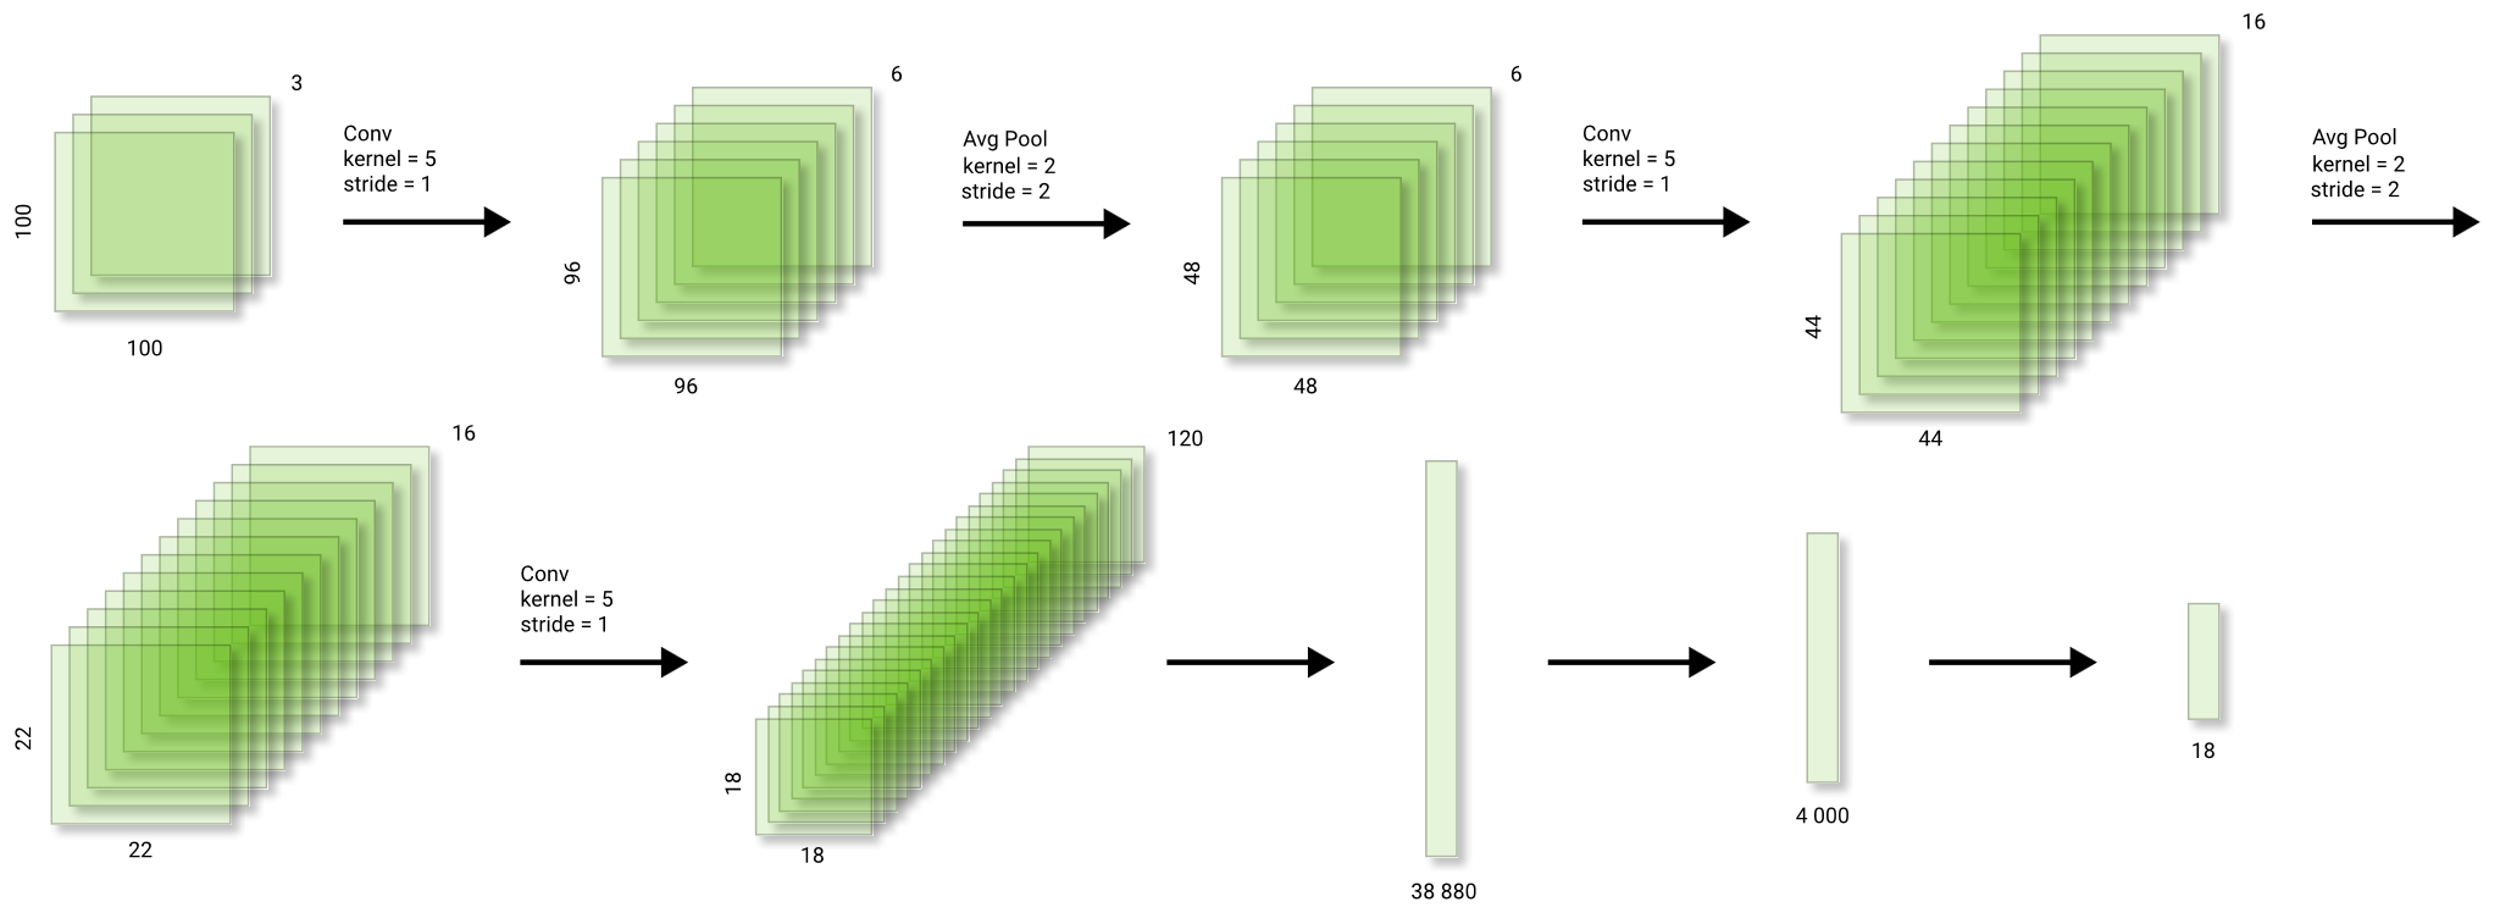 3
100
100
Conv
kernel = 5
stride = 1
6
96
96
Avg Pool
kernel = 2
stride = 2
6
48
48
Conv
kernel = 5
stride = 1
16
44
44
Avg Pool
kernel = 2
stride = 2
16
22
22
Conv
kernel = 5
stride = 1
120
18
18
38 880
4 000
18